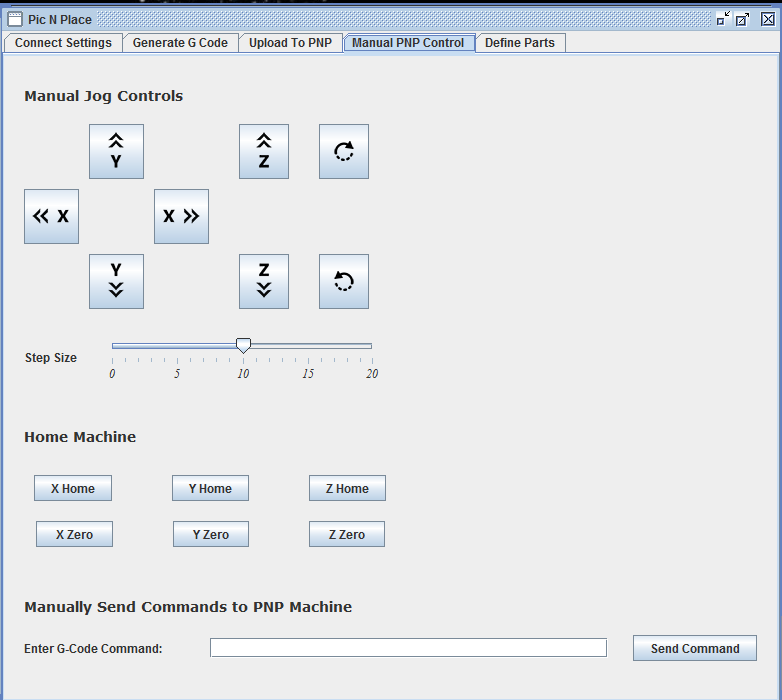 Pic N Place
Connect Settings Generate G Code Upload To PNP Manual PNP Control Define Parts
Manual Jog Controls
Y Z
X X
Y Z
Step Size
0 5 10 15 20
Home Machine
X Home Y Home Z Home
X Zero Y Zero Z Zero
Manually Send Commands to PNP Machine
Enter G-Code Command: Send Command